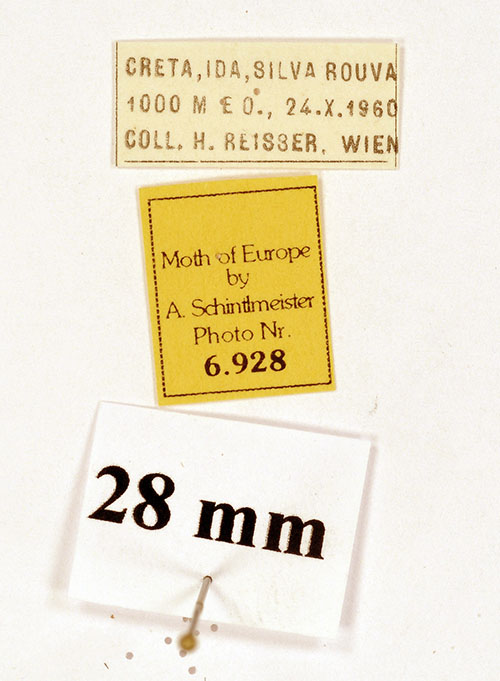 CRETA, IDA, SILVA ROUVA
1000 M E O., 24.X.1960
COLL. H. REISSER, WIEN
Moth of Europe
by
A. Schintlmeister
Photo Nr.
6.928
28 mm